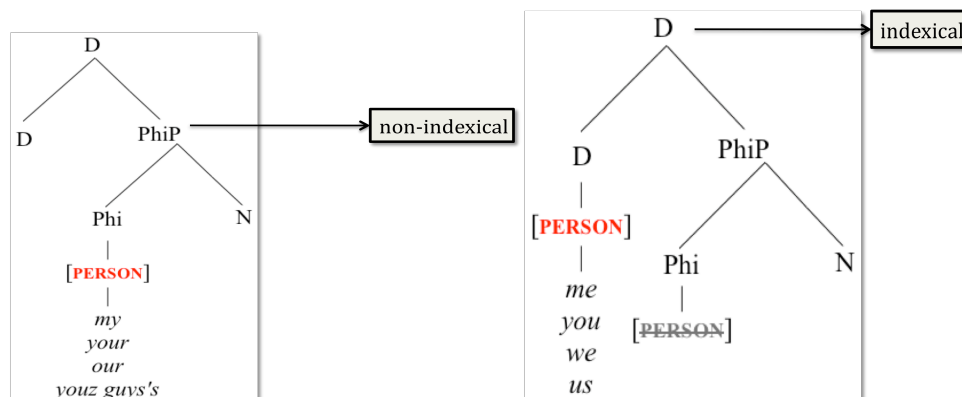 D
D
PhiP
non-indexical
Phi
N
[PERSON]
my
your
our
youz guys's
D
indexical
D
PhiP
[PERSON]
Phi
N
me
you
we
us
[PERSON]